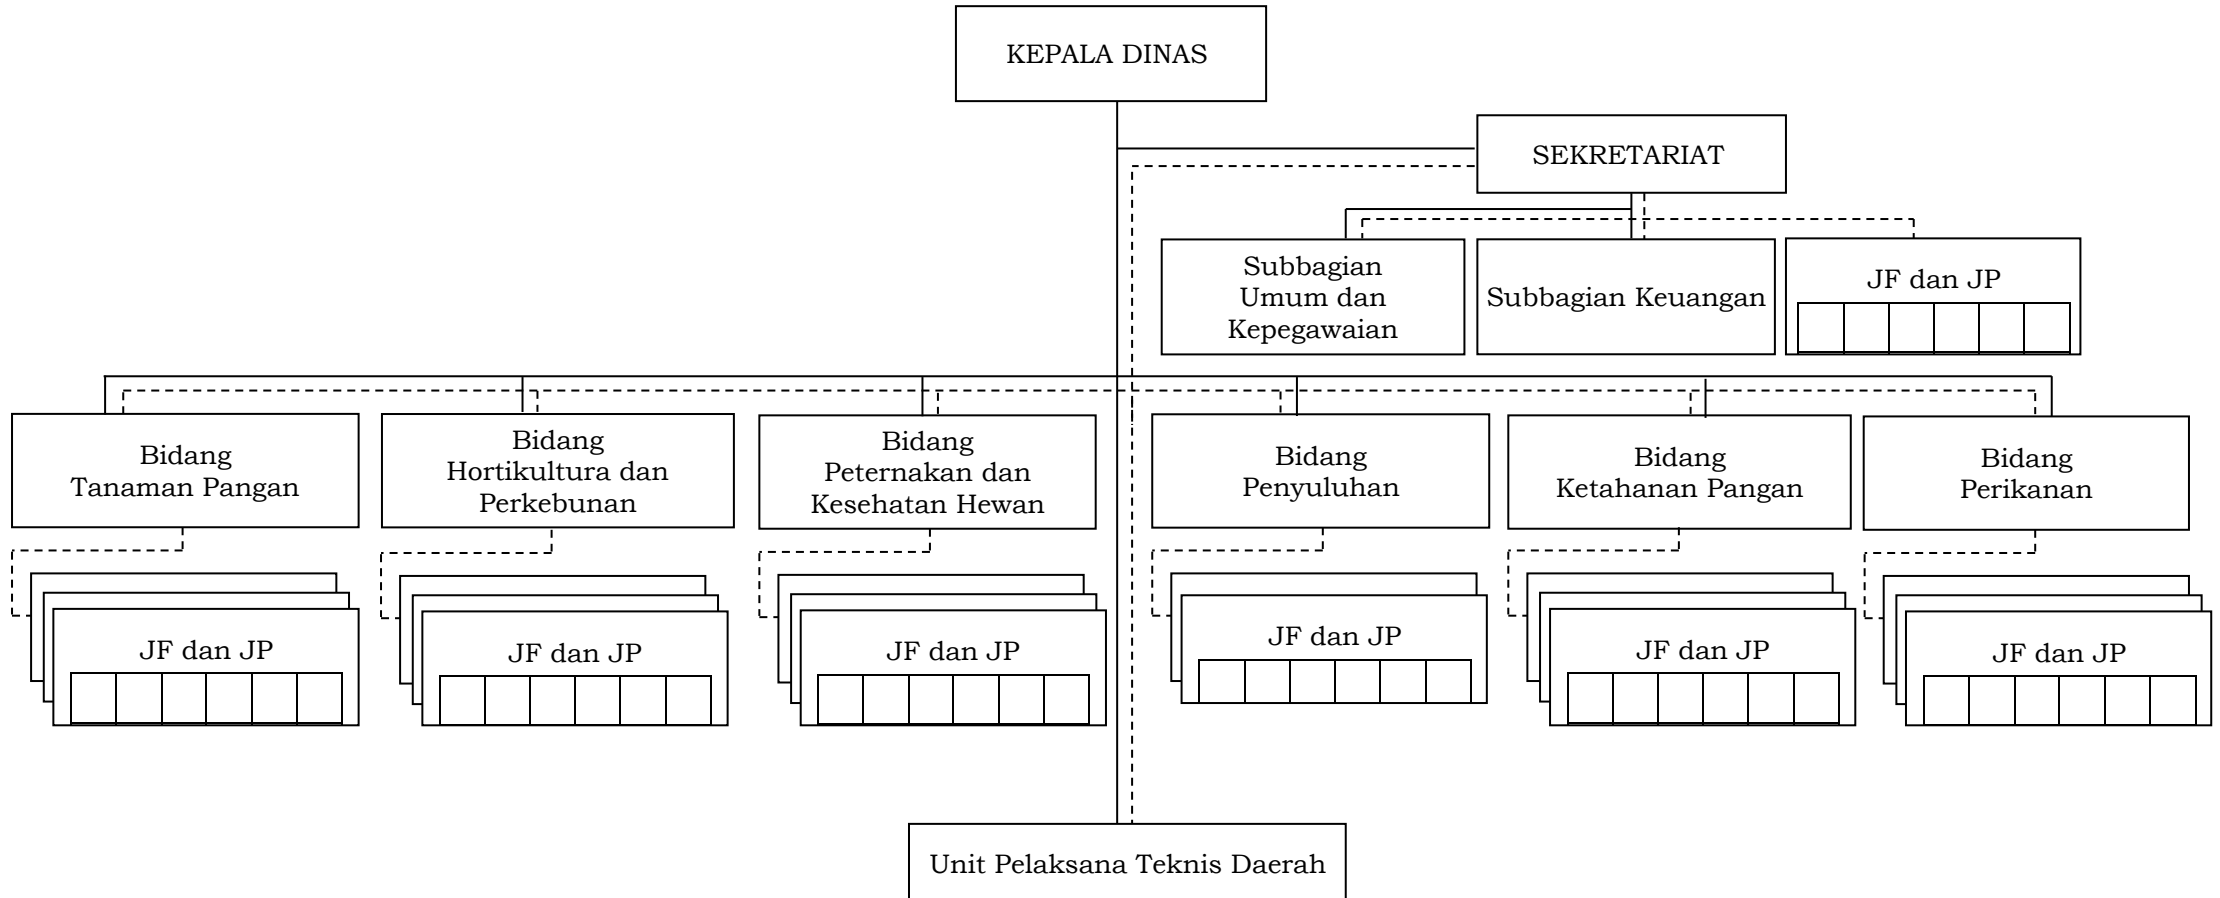 KEPALA DINAS
SEKRETARIAT
Subbagian
Umum dan
Kepegawaian
Subbagian Keuangan
JF dan JP
Bidang
Tanaman Pangan
Bidang
Hortikultura dan
Perkebunan
Bidang
Peternakan dan
Kesehatan Hewan
Bidang
Penyuluhan
Bidang
Ketahanan Pangan
Bidang
Perikanan
JF dan JP
JF dan JP
JF dan JP
JF dan JP
JF dan JP
JF dan JP
Unit Pelaksana Teknis Daerah